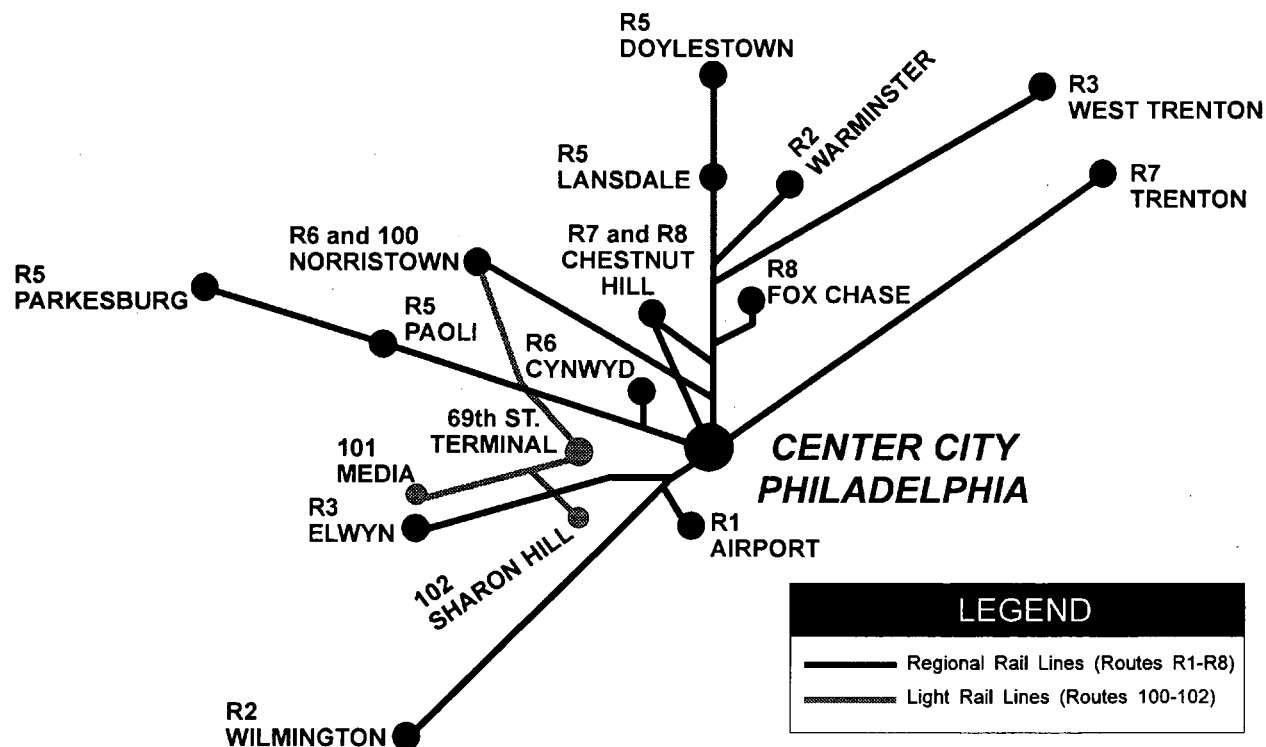 R5
DOYLESTOWN
R2
WARMINSTER
R3
WEST TRENTON
R5
LANSDALE
R7
TRENTON
R6 and 100
NORRISTOWN
R7 and R8
CHESTNUT
HILL
R8
FOX CHASE
R5
PARKESBURG
R5
PAOLI
R6
CYNWYD
69th ST.
TERMINAL
CENTER CITY
PHILADELPHIA
101
MEDIA
R3
ELWYN
R1
AIRPORT
102
SHARON HILL
R2
WILMINGTON
LEGEND
Regional Rail Lines (Routes R1-R8)
Light Rail Lines (Routes 100-102)